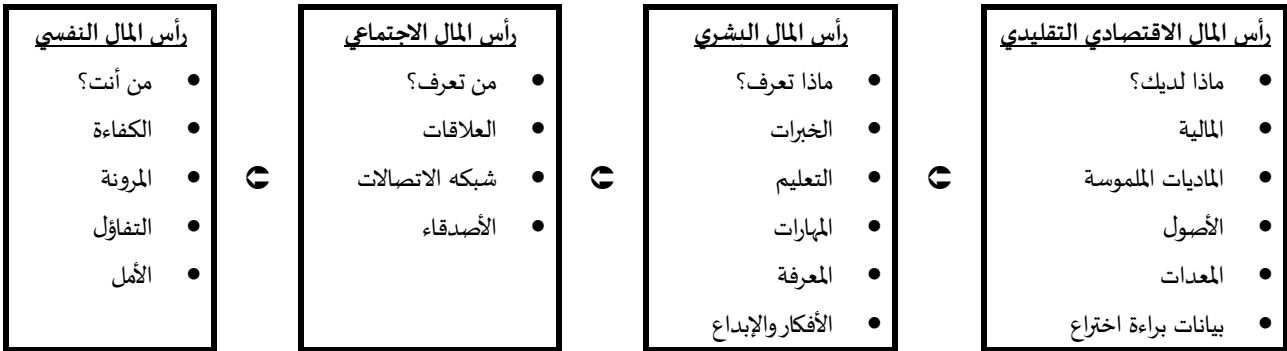 رأس المال الاقتصادي التقليدي
• ماذا لديك؟
• المالية
• الماديات الملموسة
• الأصول
• المعدات
• بيانات براءة اختراع
رأس المال البشري
• ماذا تعرف؟
• الخبرات
• التعليم
• المهارات
• المعرفة
• الأفكار والإبداع
رأس المال الاجتماعي
• من تعرف؟
• العلاقات
• شبكه الاتصالات
• الأصدقاء
رأس المال النفسي
• من أنت؟
• الكفاءة
• المرونة
• التفاؤل
• الأمل